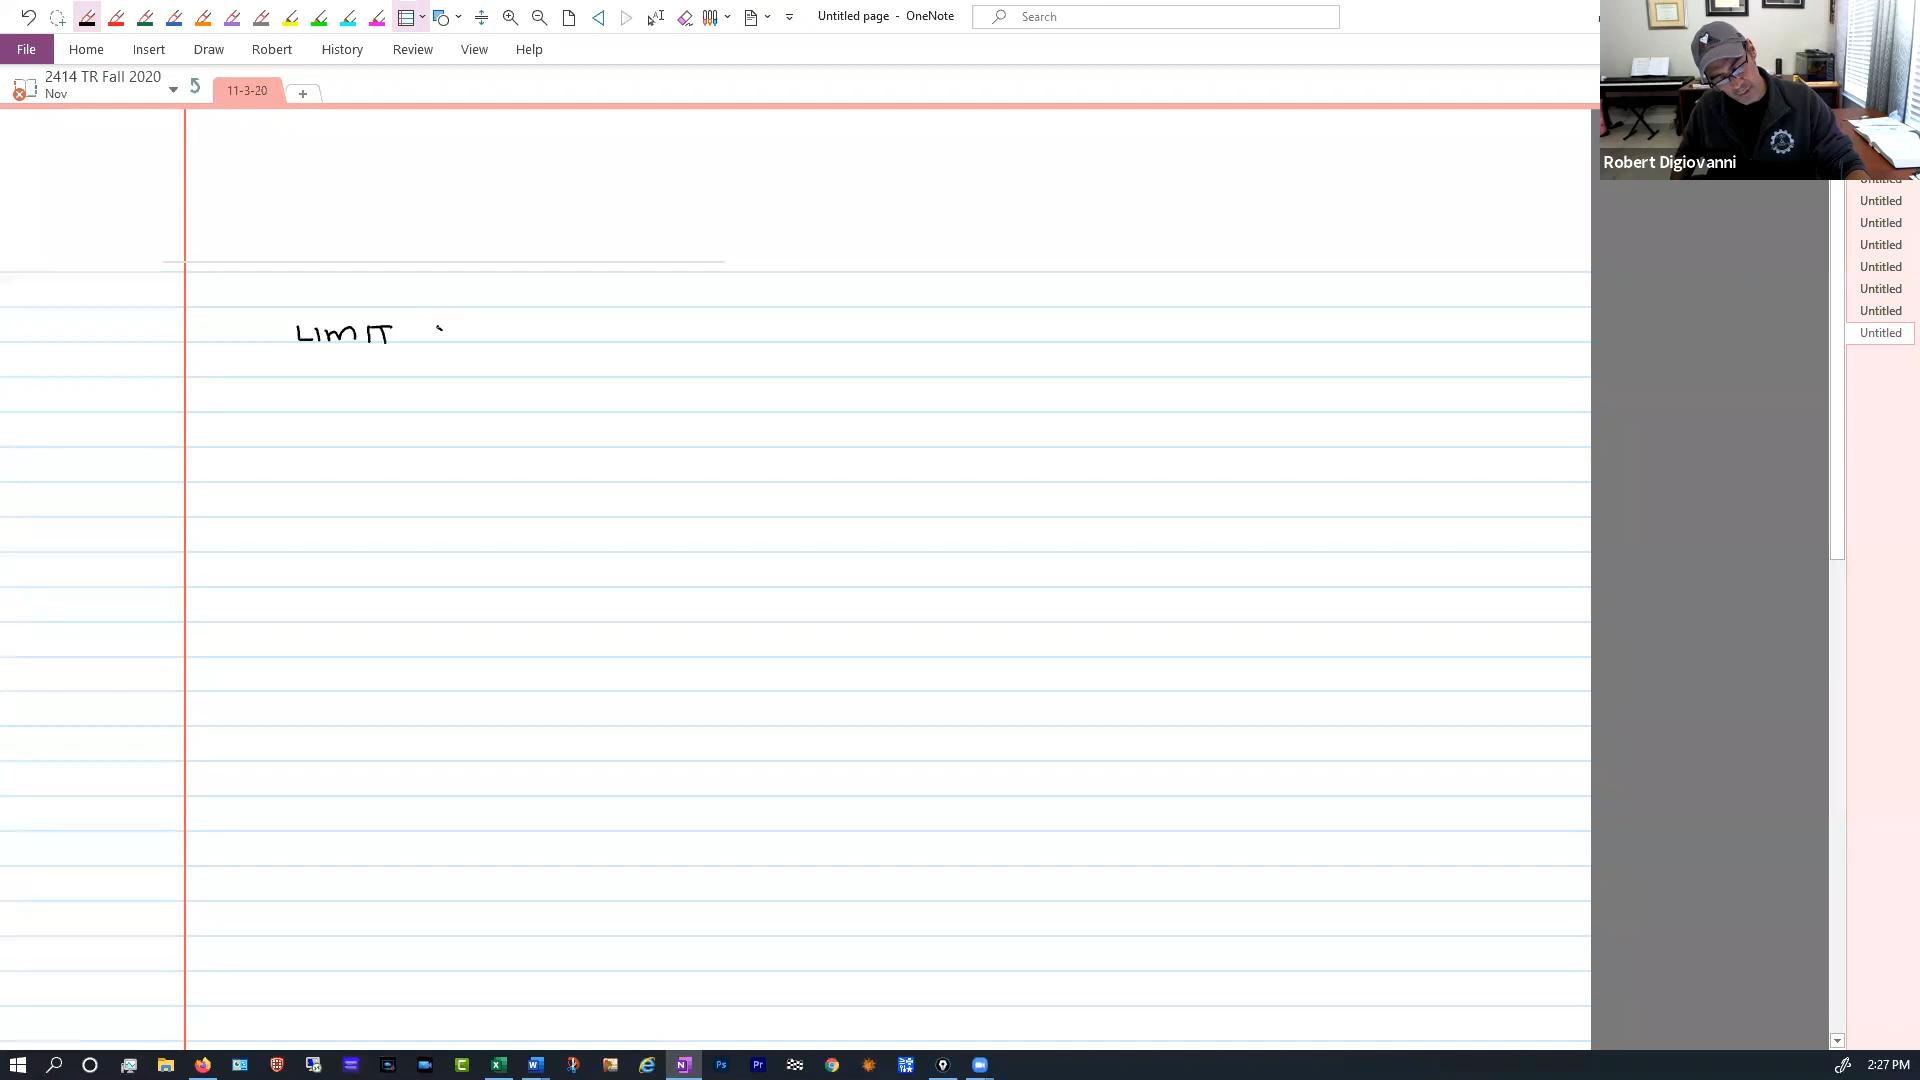 Untitled page - OneNote
Search
File Home Insert Draw Robert History Review View Help
2414 TR Fall 2020
Nov
11-3-20
Robert Digiovanni
Untitled
Untitled
Untitled
Untitled
Untitled
Untitled
Untitled
Untitled
LIMIT
2:27 PM